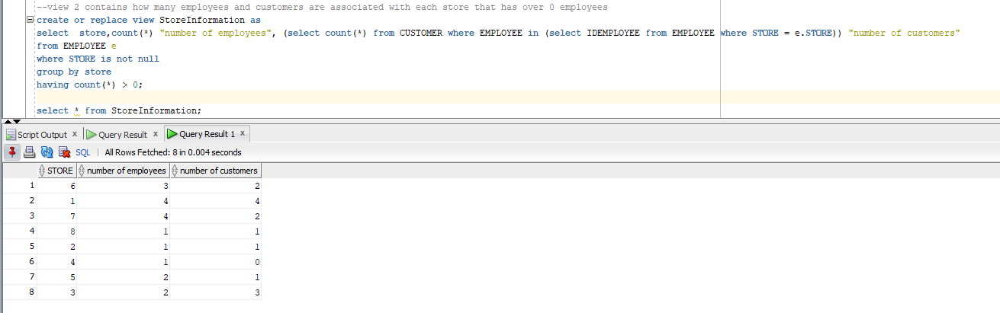 --view 2 contains how many employees and customers are associated with each store that has over 0 employees
create or replace view StoreInformation as
select  store,count(*) "number of employees", (select count(*) from CUSTOMER where EMPLOYEE in (select IDEMPLOYEE from EMPLOYEE where STORE = e.STORE)) "number of customers"
from EMPLOYEE e
where STORE is not null
group by store
having count(*) > 0;
select * from StoreInformation;
Script Output x Query Result x Query Result 1 x
SQL | All Rows Fetched: 8 in 0.004 seconds
STORE number of employees number of customers
1 6 3 2
2 1 4 4
3 7 4 2
4 8 1 1
5 2 1 1
6 4 1 0
7 5 2 1
8 3 2 3